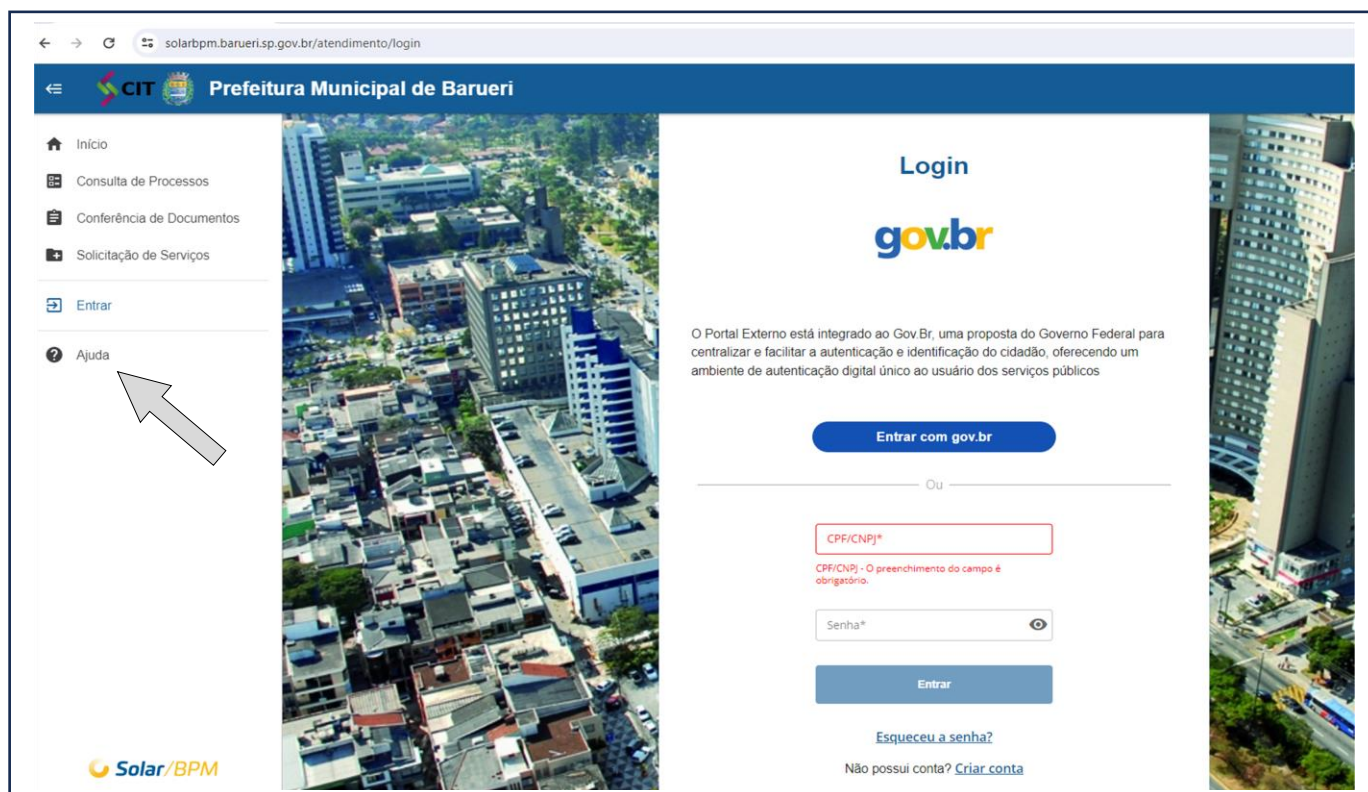 solarbpm.barueri.sp.gov.br/atendimento/login
CIT
Prefeitura Municipal de Barueri
Início
Consulta de Processos
Conferência de Documentos
Solicitação de Serviços
Entrar
Ajuda
Solar/BPM
Login
gov.br
O Portal Externo está integrado ao Gov.Br, uma proposta do Governo Federal para
centralizar e facilitar a autenticação e identificação do cidadão, oferecendo um
ambiente de autenticação digital único ao usuário dos serviços públicos
Entrar com gov.br
Ou
CPF/CNPJ*
CPF/CNPJ - O preenchimento do campo é
obrigatório.
Senha*
Entrar
Esqueceu a senha?
Não possui conta? Criar conta